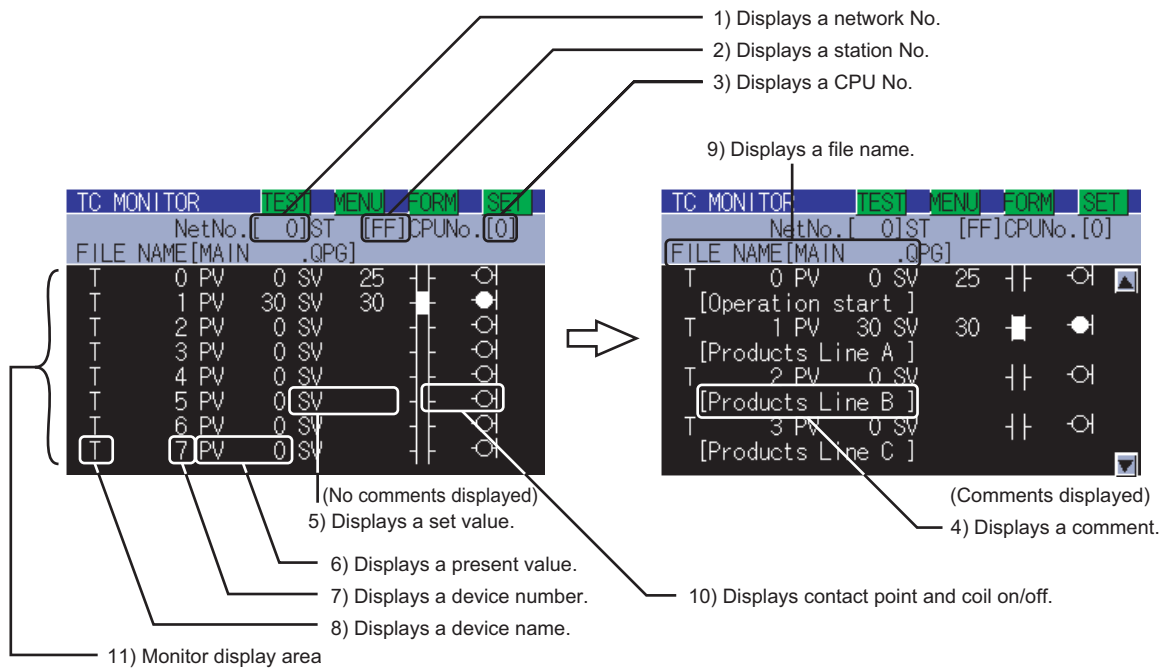 1) Displays a network No.
2) Displays a station No.
3) Displays a CPU No.
9) Displays a file name.
TC MONITOR TEST MENU FORM SET
NetNo.[ 0]ST [FF]CPUNo.[0]
FILE NAME[MAIN .QPG]
T 0 PV 0 SV 25
T 1 PV 30 SV 30
T 2 PV 0 SV
T 3 PV 0 SV
T 4 PV 0 SV
T 5 PV 0 SV
T 6 PV 0 SV
T 7 PV 0 SV
TC MONITOR TEST MENU FORM SET
NetNo.[ 0]ST [FF]CPUNo.[0]
FILE NAME[MAIN .QPG]
T 0 PV 0 SV 25
[Operation start ]
T 1 PV 30 SV 30
[Products Line A ]
T 2 PV 0 SV
[Products Line B ]
T 3 PV 0 SV
[Products Line C ]
(No comments displayed)
(Comments displayed)
5) Displays a set value.
4) Displays a comment.
6) Displays a present value.
7) Displays a device number.
10) Displays contact point and coil on/off.
8) Displays a device name.
11) Monitor display area